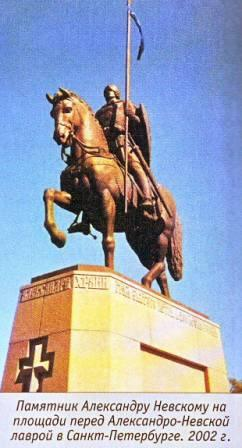 Памятник Александру Невскому на
площади перед Александро-Невской
лаврой в Санкт-Петербурге. 2002 г.